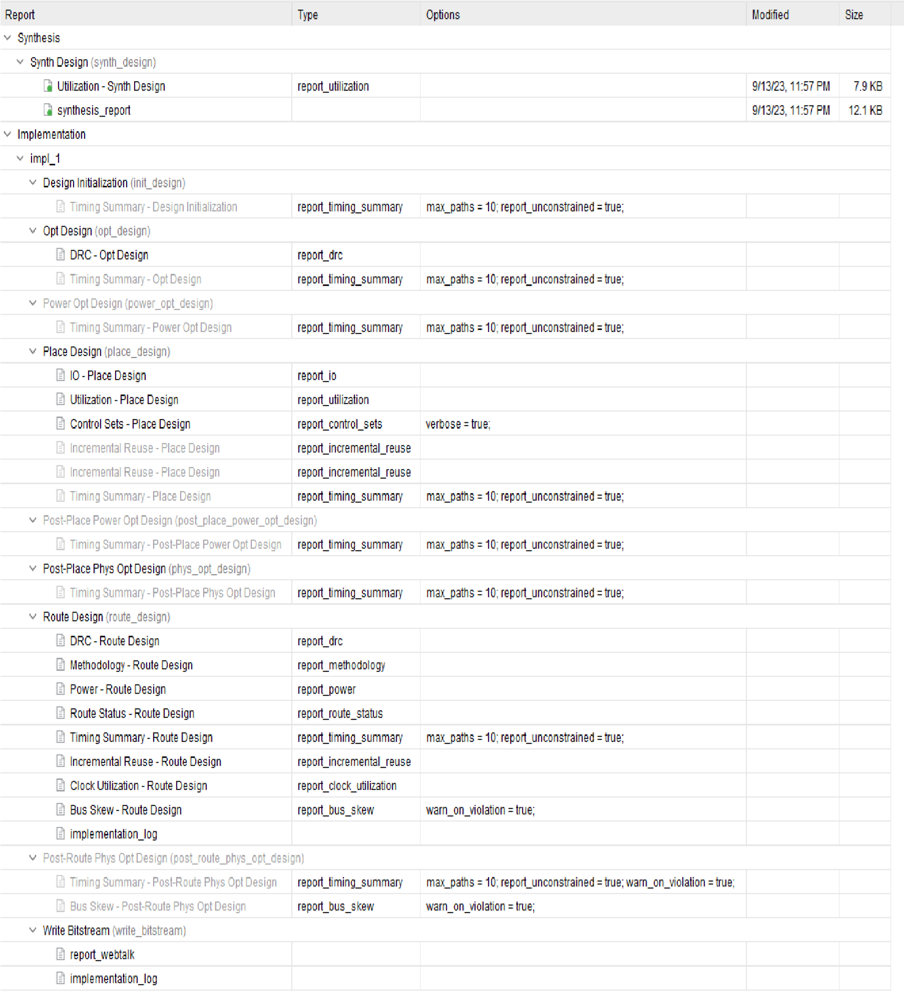 Report Type Options Modified Size
Synthesis
Synth Design (synth_design)
Utilization - Synth Design report_utilization 9/13/23, 11:57 PM 7.9 KB
synthesis_report 9/13/23, 11:57 PM 12.1 KB
Implementation
impl_1
Design Initialization (init_design)
Timing Summary - Design Initialization report_timing_summary max_paths = 10; report_unconstrained = true;
Opt Design (opt_design)
DRC - Opt Design report_drc
Timing Summary - Opt Design report_timing_summary max_paths = 10; report_unconstrained = true;
Power Opt Design (power_opt_design)
Timing Summary - Power Opt Design report_timing_summary max_paths = 10; report_unconstrained = true;
Place Design (place_design)
IO - Place Design report_io
Utilization - Place Design report_utilization
Control Sets - Place Design report_control_sets verbose = true;
Incremental Reuse - Place Design report_incremental_reuse
Incremental Reuse - Place Design report_incremental_reuse
Timing Summary - Place Design report_timing_summary max_paths = 10; report_unconstrained = true;
Post-Place Power Opt Design (post_place_power_opt_design)
Timing Summary - Post-Place Power Opt Design report_timing_summary max_paths = 10; report_unconstrained = true;
Post-Place Phys Opt Design (phys_opt_design)
Timing Summary - Post-Place Phys Opt Design report_timing_summary max_paths = 10; report_unconstrained = true;
Route Design (route_design)
DRC - Route Design report_drc
Methodology - Route Design report_methodology
Power - Route Design report_power
Route Status - Route Design report_route_status
Timing Summary - Route Design report_timing_summary max_paths = 10; report_unconstrained = true;
Incremental Reuse - Route Design report_incremental_reuse
Clock Utilization - Route Design report_clock_utilization
Bus Skew - Route Design report_bus_skew warn_on_violation = true;
implementation_log
Post-Route Phys Opt Design (post_route_phys_opt_design)
Timing Summary - Post-Route Phys Opt Design report_timing_summary max_paths = 10; report_unconstrained = true; warn_on_violation = true;
Bus Skew - Post-Route Phys Opt Design report_bus_skew warn_on_violation = true;
Write Bitstream (write_bitstream)
report_webtalk
implementation_log